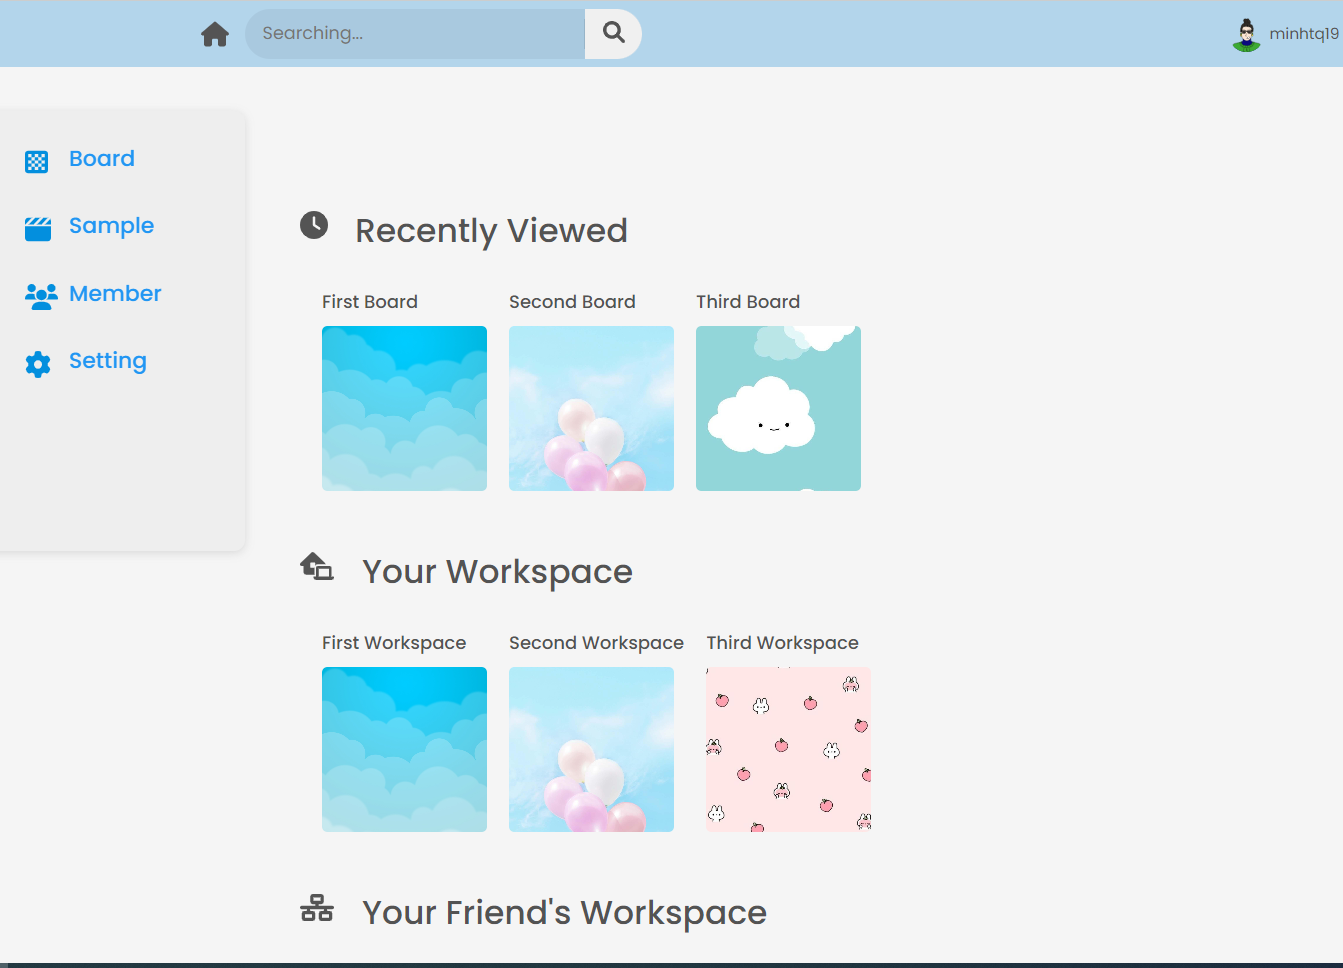 Searching...
minhtq19
Board
Sample
Member
Setting
Recently Viewed
First Board
Second Board
Third Board
Your Workspace
First Workspace
Second Workspace
Third Workspace
Your Friend's Workspace